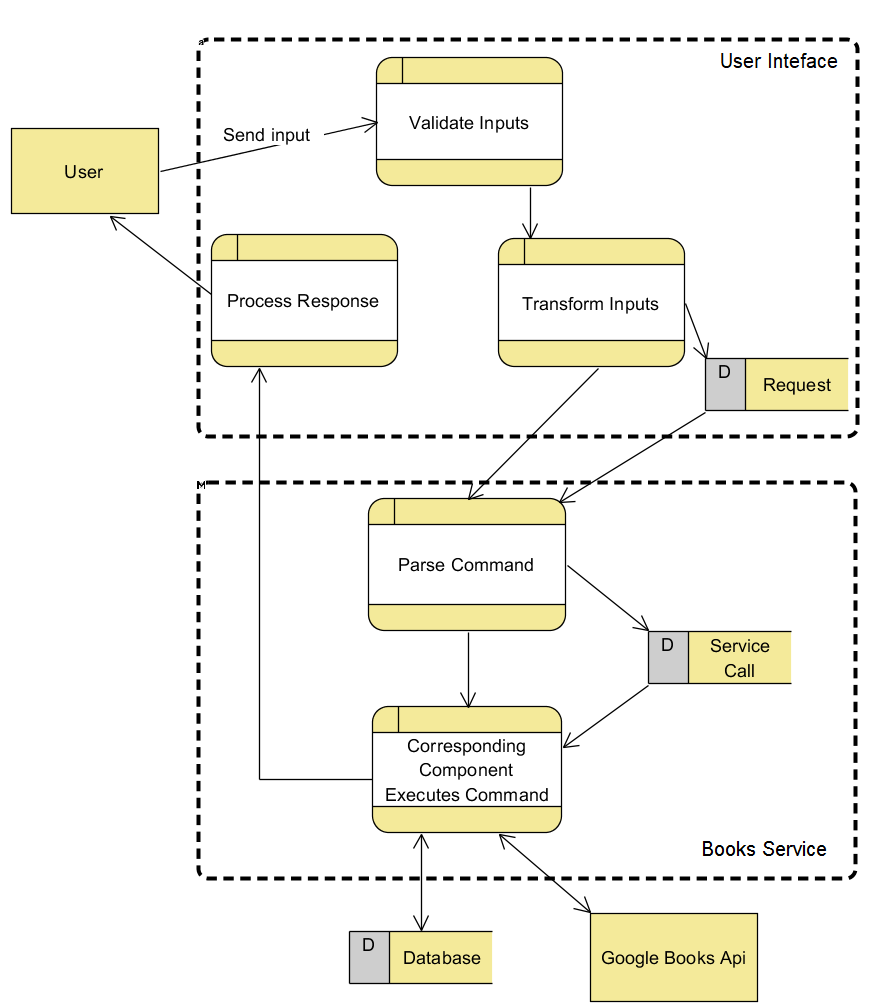 User Inteface
Validate Inputs
Send input
User
Process Response
Transform Inputs
D
Request
M
Parse Command
D
Service
Call
Corresponding
Component
Executes Command
Books Service
D
Database
Google Books Api